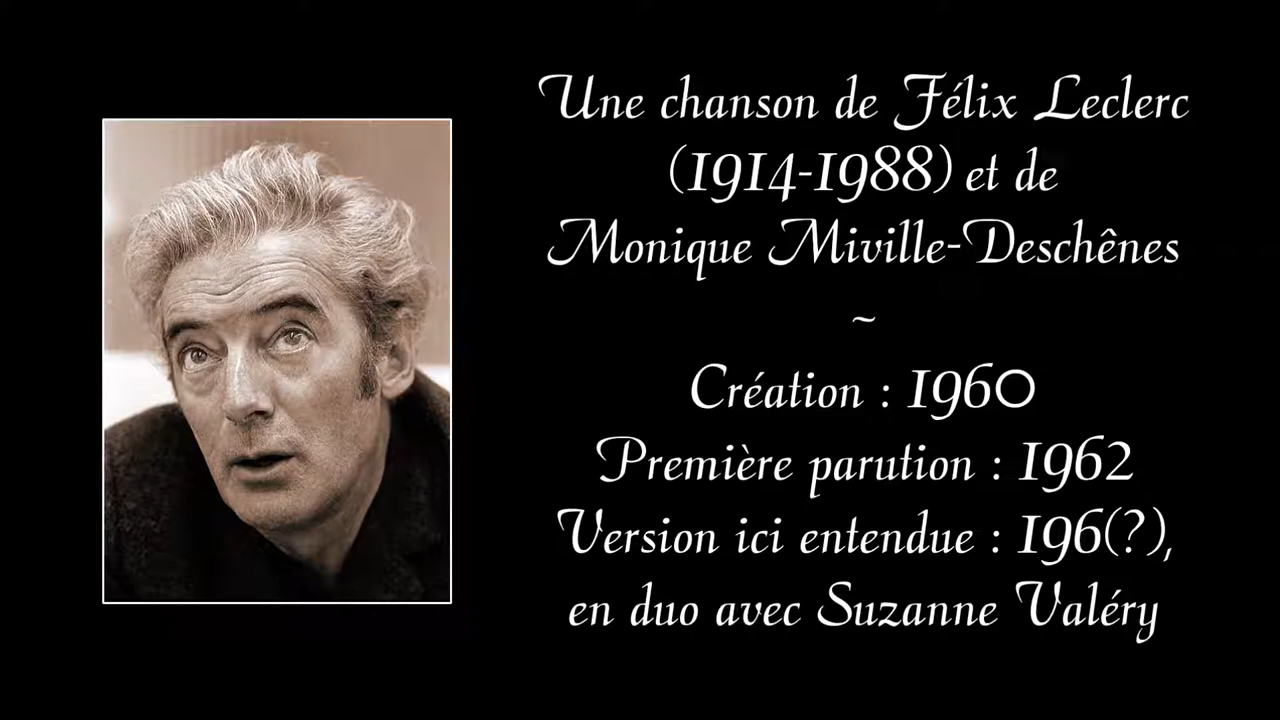 Une chanson de Félix Leclerc
(1914-1988) et de
Monique Miville-Deschênes
~
Création : 1960
Première parution : 1962
Version ici entendue : 196(?),
en duo avec Suzanne Valéry